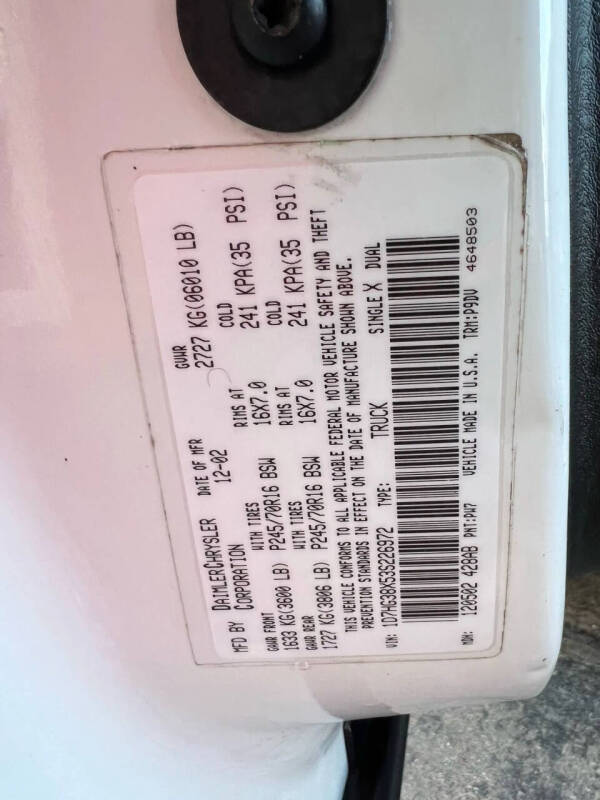 MFD BY DAIMLERCHRYSLER CORPORATION DATE OF MFR 12-02 GVWR 2727 KG(06010 LB)
GAWR FRONT WITH TIRES RIMS AT COLD
1633 KG(3600 LB) P245/70R16 BSW 16X7.0 241 KPA(35 PSI)
GAWR REAR WITH TIRES RIMS AT COLD
1727 KG(3806 LB) P245/70R16 BSW 16X7.0 241 KPA(35 PSI)
THIS VEHICLE CONFORMS TO ALL APPLICABLE FEDERAL MOTOR VEHICLE SAFETY AND THEFT
PREVENTION STANDARDS IN EFFECT ON THE DATE OF MANUFACTURE SHOWN ABOVE.
VIN: 1D7HG38X53S226972 TYPE: TRUCK SINGLE X DUAL
MDH: 120502 428AB PNT: PW7 VEHICLE MADE IN U.S.A. TRM: P9DV 4648503